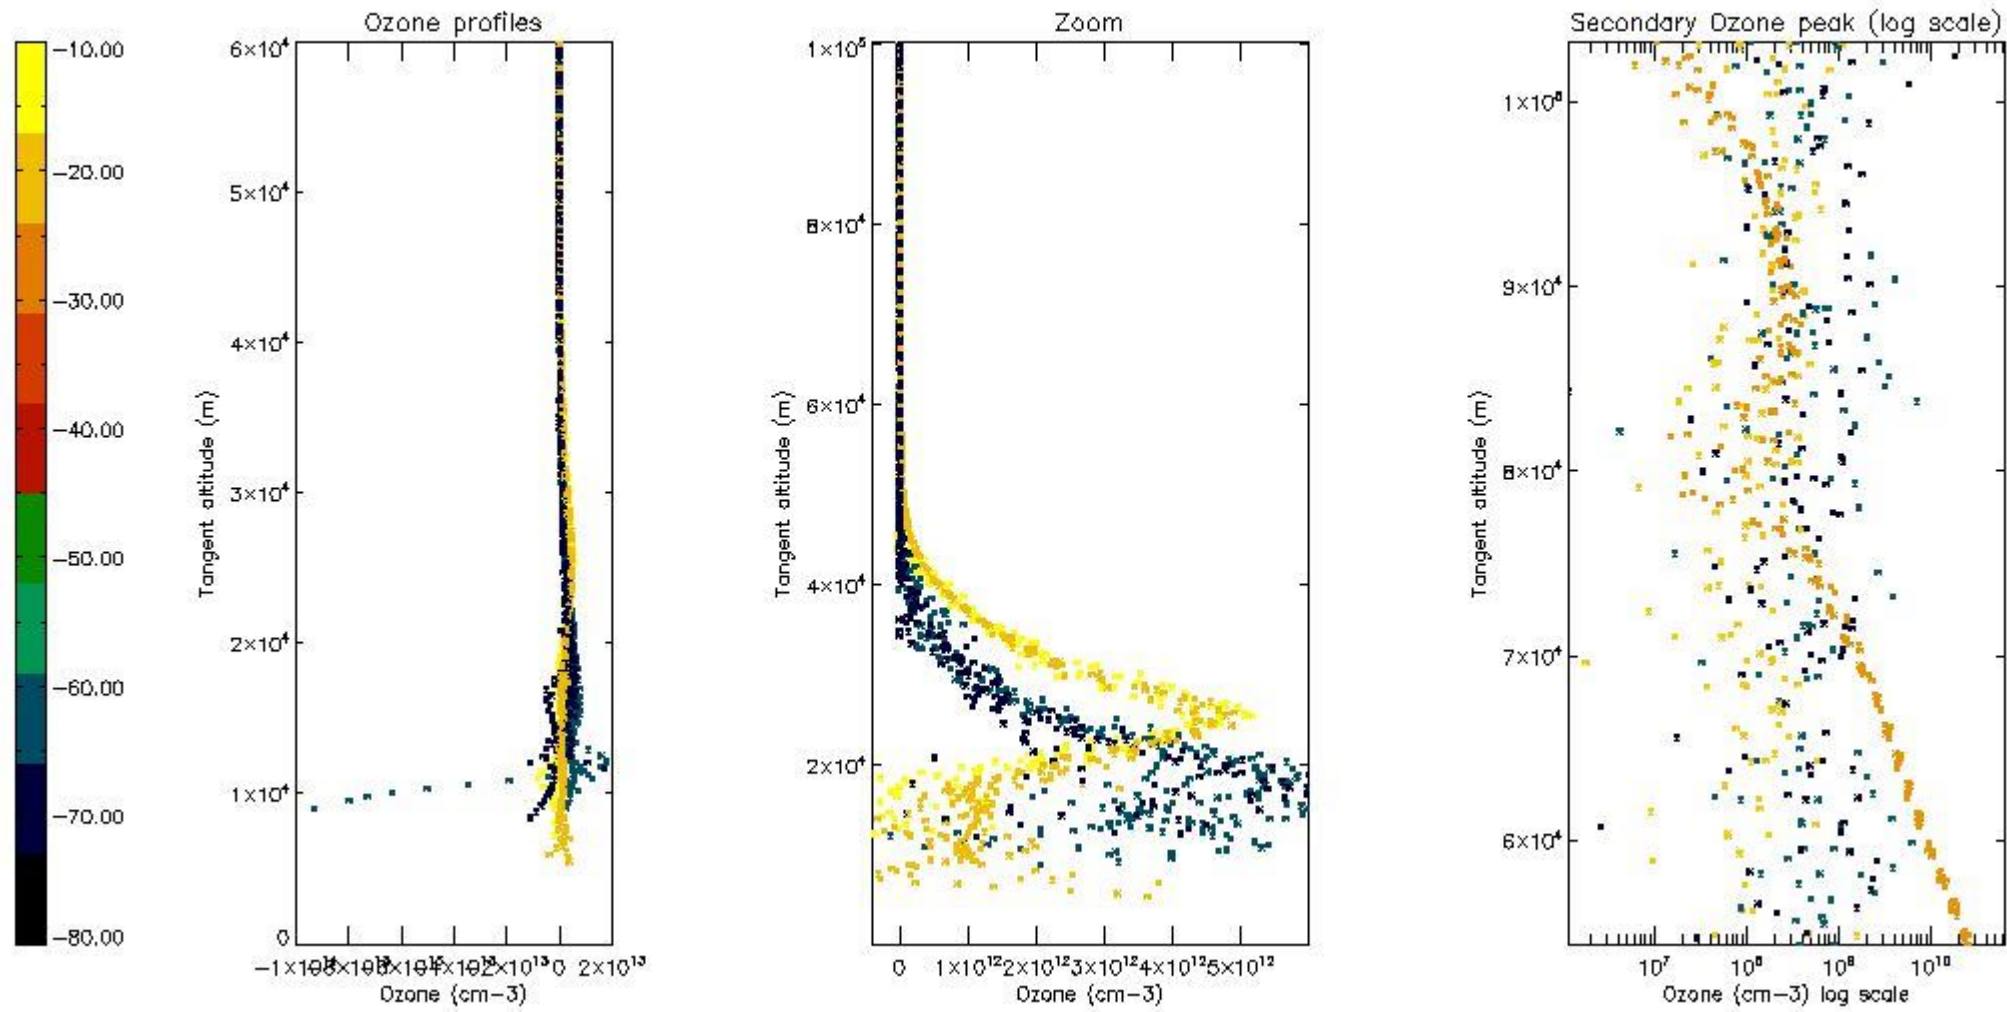 Ozone profiles
Zoom
Secondary Ozone peak (log scale)
−10.00
−20.00
−30.00
−40.00
−50.00
−60.00
−70.00
−80.00
6×10⁴
5×10⁴
4×10⁴
3×10⁴
2×10⁴
1×10⁴
0
Tangent altitude (m)
0 2×10¹³
Ozone (cm−3)
1×10⁵
8×10⁴
6×10⁴
4×10⁴
2×10⁴
Tangent altitude (m)
0 1×10¹² 2×10¹² 3×10¹² 4×10¹² 5×10¹²
Ozone (cm−3)
9×10⁴
8×10⁴
7×10⁴
6×10⁴
Tangent altitude (m)
10⁷ 10⁸ 10⁹ 10¹⁰
Ozone (cm−3) log scale